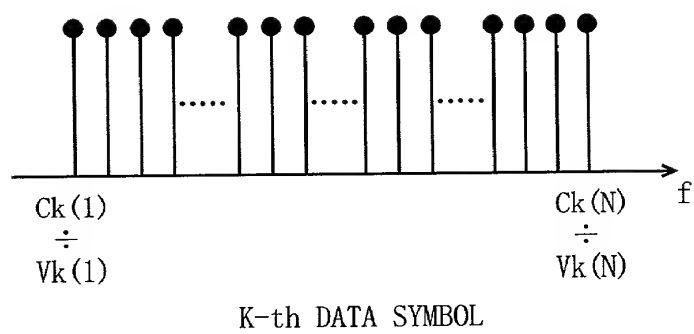 f
Ck(1)
÷
Vk(1)
Ck(N)
÷
Vk(N)
K-th DATA SYMBOL